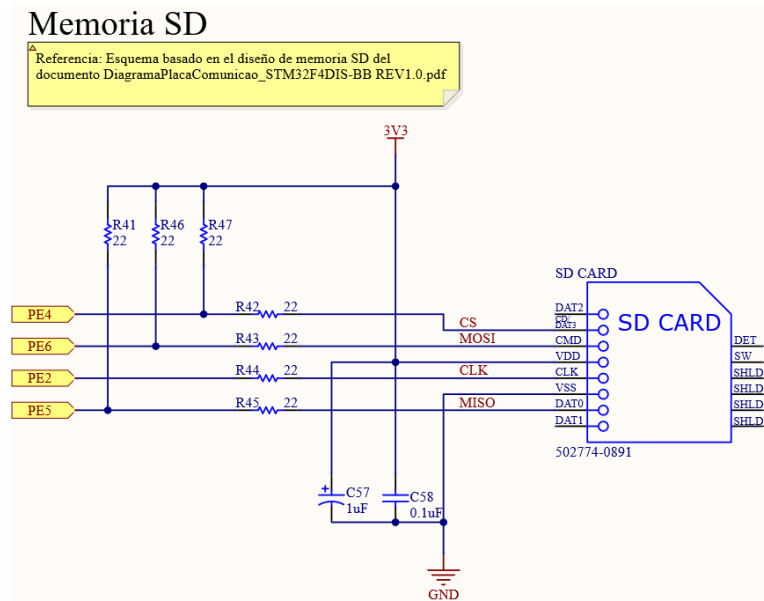 Memoria SD
Referencia: Esquema basado en el diseño de memoria SD del
documento DiagramaPlacaComunicao_STM32F4DIS-BB REV1.0.pdf
3V3
R41
22
R46
22
R47
22
SD CARD
PE4
R42 22
CS
DAT2
CD/
DAT3
SD CARD
PE6
R43 22
MOSI
CMD
DET
VDD
SW
PE2
R44 22
CLK
CLK
SHLD
VSS
SHLD
PE5
R45 22
MISO
DAT0
SHLD
DAT1
SHLD
502774-0891
+
C57
1uF
C58
0.1uF
GND